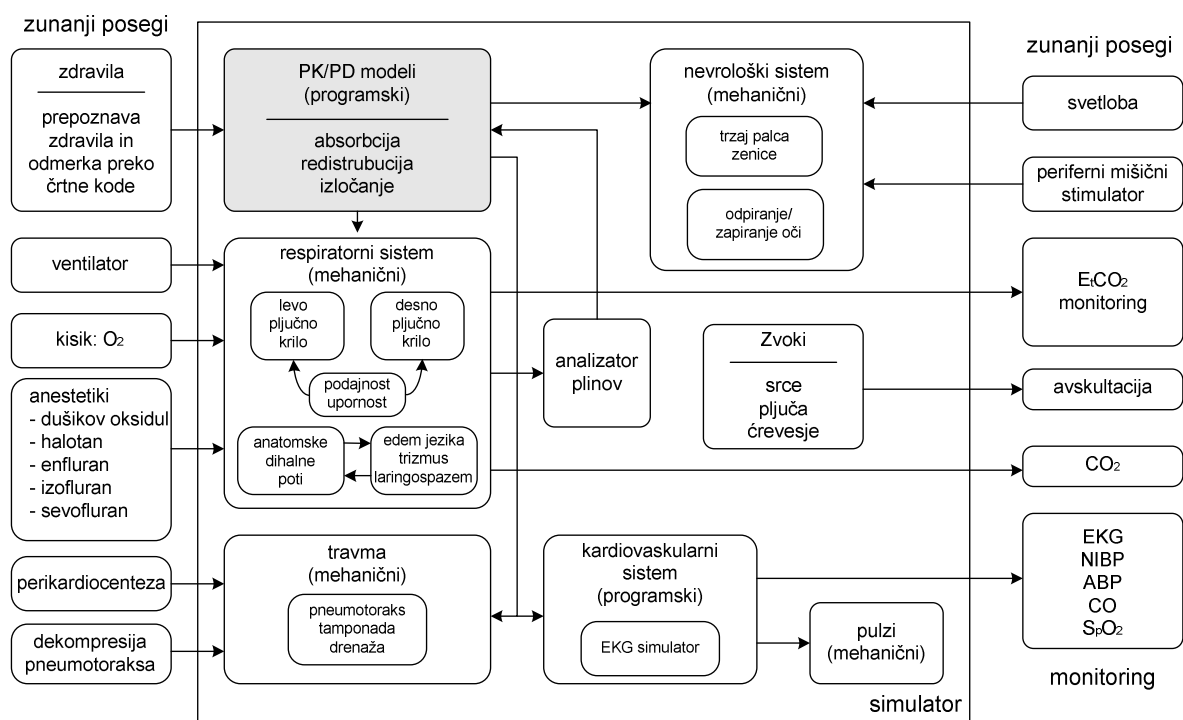 zunanji posegi
zdravila
prepoznava
zdravila in
odmerka preko
črtne kode
ventilator
kisik: O₂
anestetiki
- dušikov oksidul
- halotan
- enfluran
- izofluran
- sevofluran
perikardiocenteza
dekompresija
pneumotoraksa
PK/PD modeli
(programski)
absorbcija
redistrubucija
izločanje
respiratorni sistem
(mehanični)
levo
pljučno
krilo
desno
pljučno
krilo
podajnost
upornost
anatomske
dihalne
poti
edem jezika
trizmus
laringospazem
travma
(mehanični)
pneumotoraks
tamponada
drenaža
analizator
plinov
kardiovaskularni
sistem
(programski)
EKG simulator
nevrološki sistem
(mehanični)
trzaj palca
zenice
odpiranje/
zapiranje oči
Zvoki
srce
pljuča
ćrevesje
pulzi
(mehanični)
simulator
zunanji posegi
svetloba
periferni mišični
stimulator
EtCO₂
monitoring
avskultacija
CO₂
EKG
NIBP
ABP
CO
SpO₂
monitoring